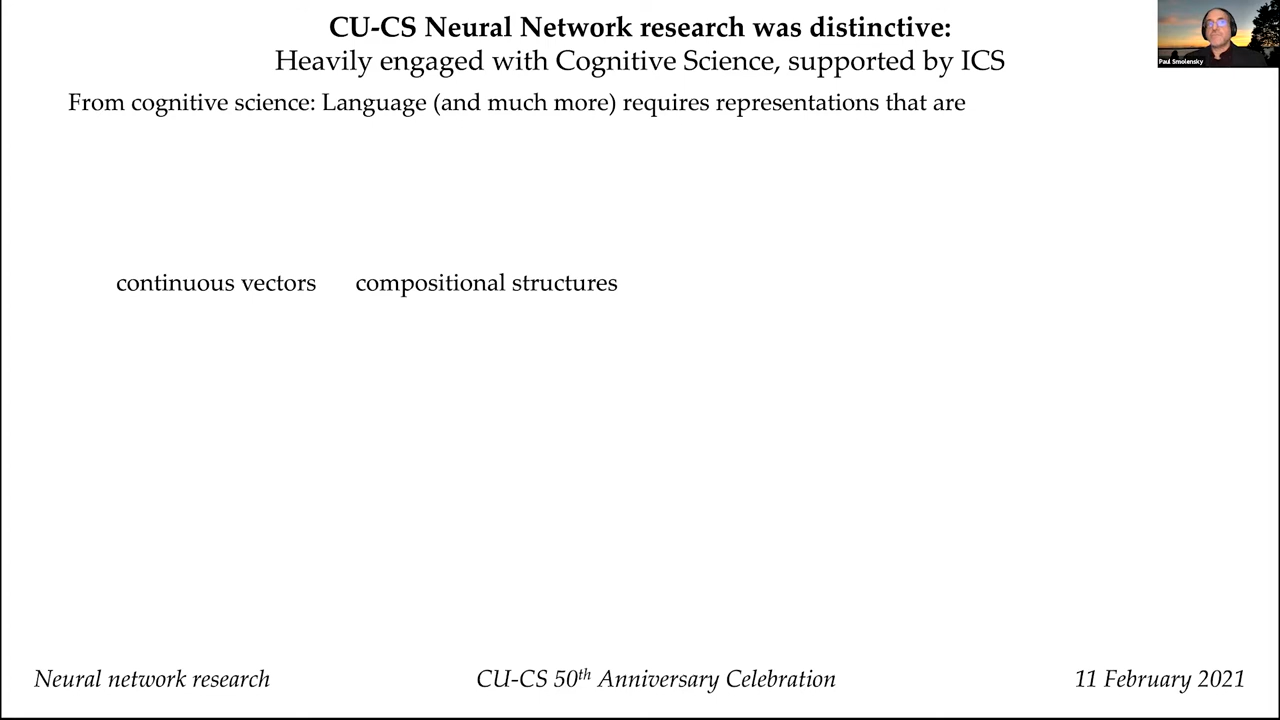 CU-CS Neural Network research was distinctive:
Heavily engaged with Cognitive Science, supported by ICS
Paul Smolensky
From cognitive science: Language (and much more) requires representations that are
continuous vectors compositional structures
Neural network research CU-CS 50th Anniversary Celebration 11 February 2021